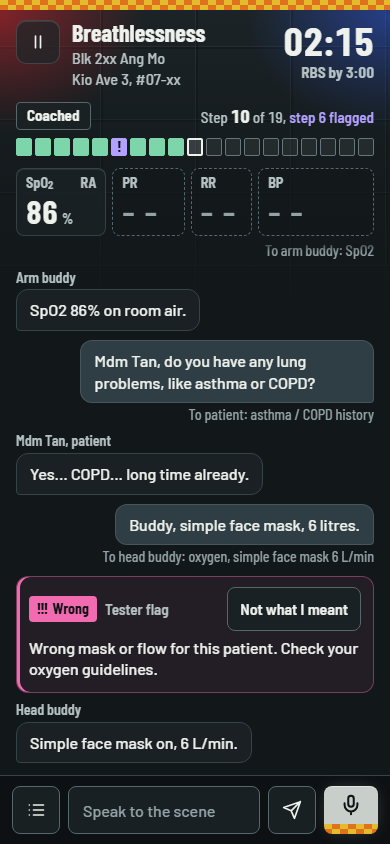 Breathlessness
Blk 2xx Ang Mo
Kio Ave 3, #07-xx
02:15
RBS by 3:00
Coached
Step 10 of 19, step 6 flagged
!
SpO₂ RA
86 %
PR
– –
RR
– –
BP
– –
To arm buddy: SpO2
Arm buddy
SpO2 86% on room air.
Mdm Tan, do you have any lung
problems, like asthma or COPD?
To patient: asthma / COPD history
Mdm Tan, patient
Yes... COPD... long time already.
Buddy, simple face mask, 6 litres.
To head buddy: oxygen, simple face mask 6 L/min
!!! Wrong
Tester flag
Not what I meant
Wrong mask or flow for this patient. Check your
oxygen guidelines.
Head buddy
Simple face mask on, 6 L/min.
Speak to the scene